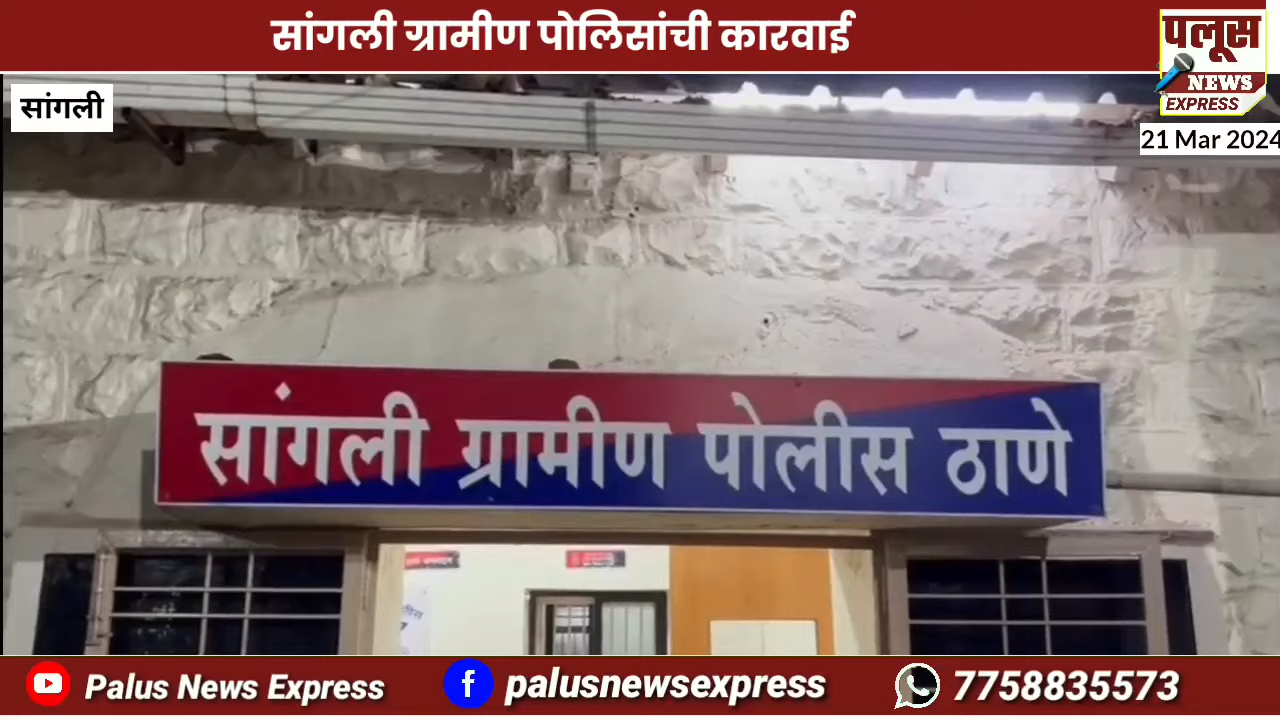 सांगली ग्रामीण पोलिसांची कारवाई
पलूस
NEWS
EXPRESS
सांगली
21 Mar 2024
सांगली ग्रामीण पोलीस ठाणे
Palus News Express
palusnewsexpress
7758835573